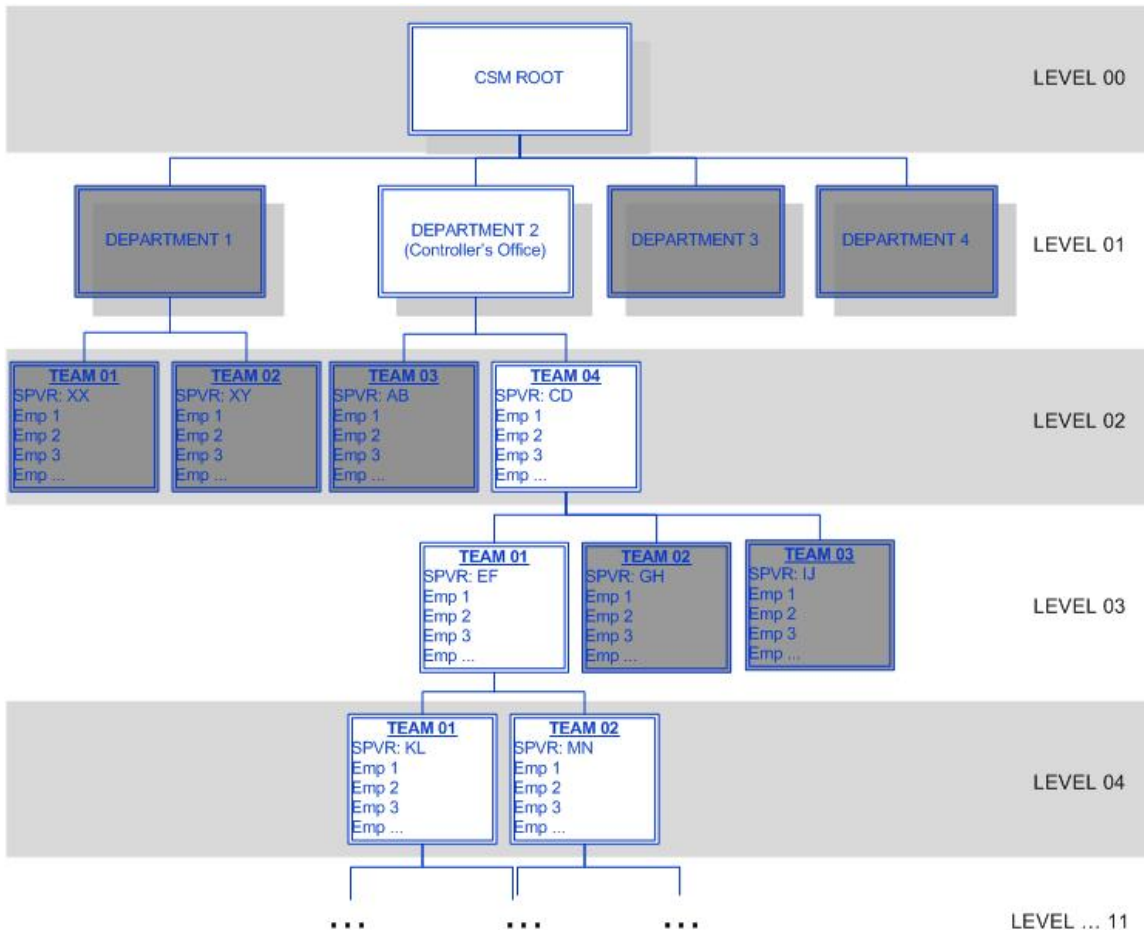 CSM ROOT
LEVEL 00
DEPARTMENT 1
DEPARTMENT 2
(Controller's Office)
DEPARTMENT 3
DEPARTMENT 4
LEVEL 01
TEAM 01
SPVR: XX
Emp 1
Emp 2
Emp 3
Emp ...
TEAM 02
SPVR: XY
Emp 1
Emp 2
Emp 3
Emp ...
TEAM 03
SPVR: AB
Emp 1
Emp 2
Emp 3
Emp ...
TEAM 04
SPVR: CD
Emp 1
Emp 2
Emp 3
Emp ...
LEVEL 02
TEAM 01
SPVR: EF
Emp 1
Emp 2
Emp 3
Emp ...
TEAM 02
SPVR: GH
Emp 1
Emp 2
Emp 3
Emp ...
TEAM 03
SPVR: IJ
Emp 1
Emp 2
Emp 3
Emp ...
LEVEL 03
TEAM 01
SPVR: KL
Emp 1
Emp 2
Emp 3
Emp ...
TEAM 02
SPVR: MN
Emp 1
Emp 2
Emp 3
Emp ...
LEVEL 04
... ... ...
LEVEL ... 11